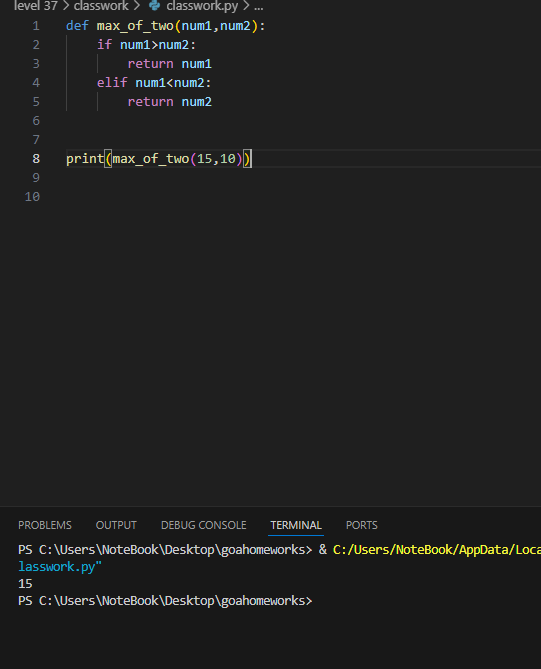 level 37 > classwork > classwork.py > ...
1 def max_of_two(num1,num2):
2     if num1>num2:
3         return num1
4     elif num1<num2:
5         return num2
6
7
8 print(max_of_two(15,10))
9
10
PROBLEMS OUTPUT DEBUG CONSOLE TERMINAL PORTS
PS C:\Users\NoteBook\Desktop\goahomeworks> & C:/Users/NoteBook/AppData/Loca
lasswork.py"
15
PS C:\Users\NoteBook\Desktop\goahomeworks>